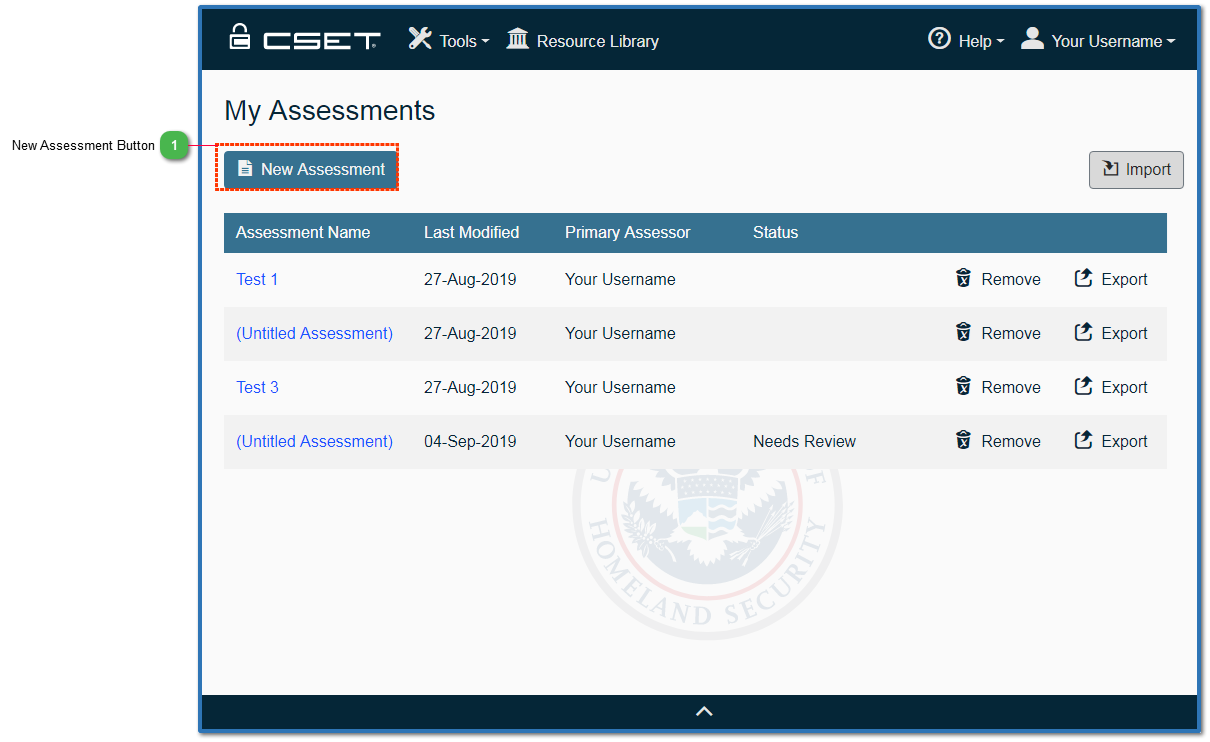 CSET Tools Resource Library Help Your Username
My Assessments
New Assessment Button 1
New Assessment Import
Assessment Name Last Modified Primary Assessor Status
Test 1 27-Aug-2019 Your Username Remove Export
(Untitled Assessment) 27-Aug-2019 Your Username Remove Export
Test 3 27-Aug-2019 Your Username Remove Export
(Untitled Assessment) 04-Sep-2019 Your Username Needs Review Remove Export
HOMELAND SECURITY